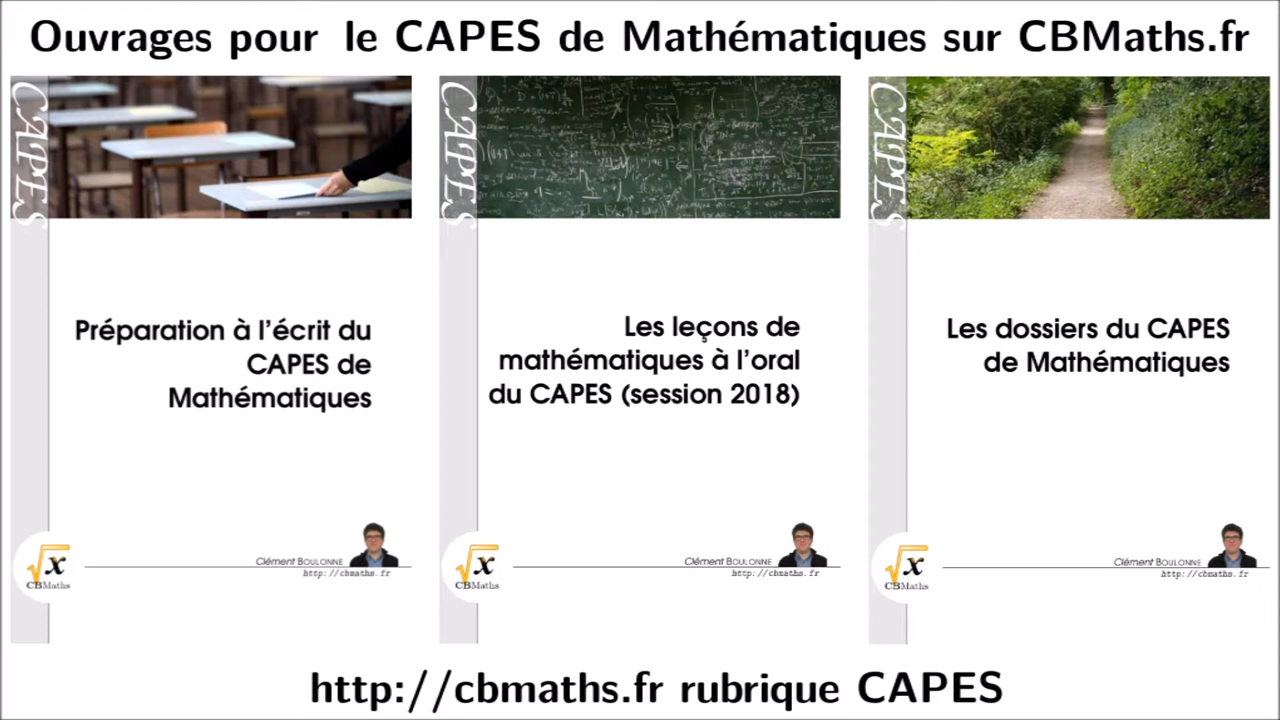 Ouvrages pour le CAPES de Mathématiques sur CBMaths.fr
CAPES
Préparation à l'écrit du
CAPES de
Mathématiques
x
CBMaths
Clément BOULONNE
http://cbmaths.fr
CAPES
Les leçons de
mathématiques à l'oral
du CAPES (session 2018)
x
CBMaths
Clément BOULONNE
http://cbmaths.fr
CAPES
Les dossiers du CAPES
de Mathématiques
x
CBMaths
Clément BOULONNE
http://cbmaths.fr
http://cbmaths.fr rubrique CAPES